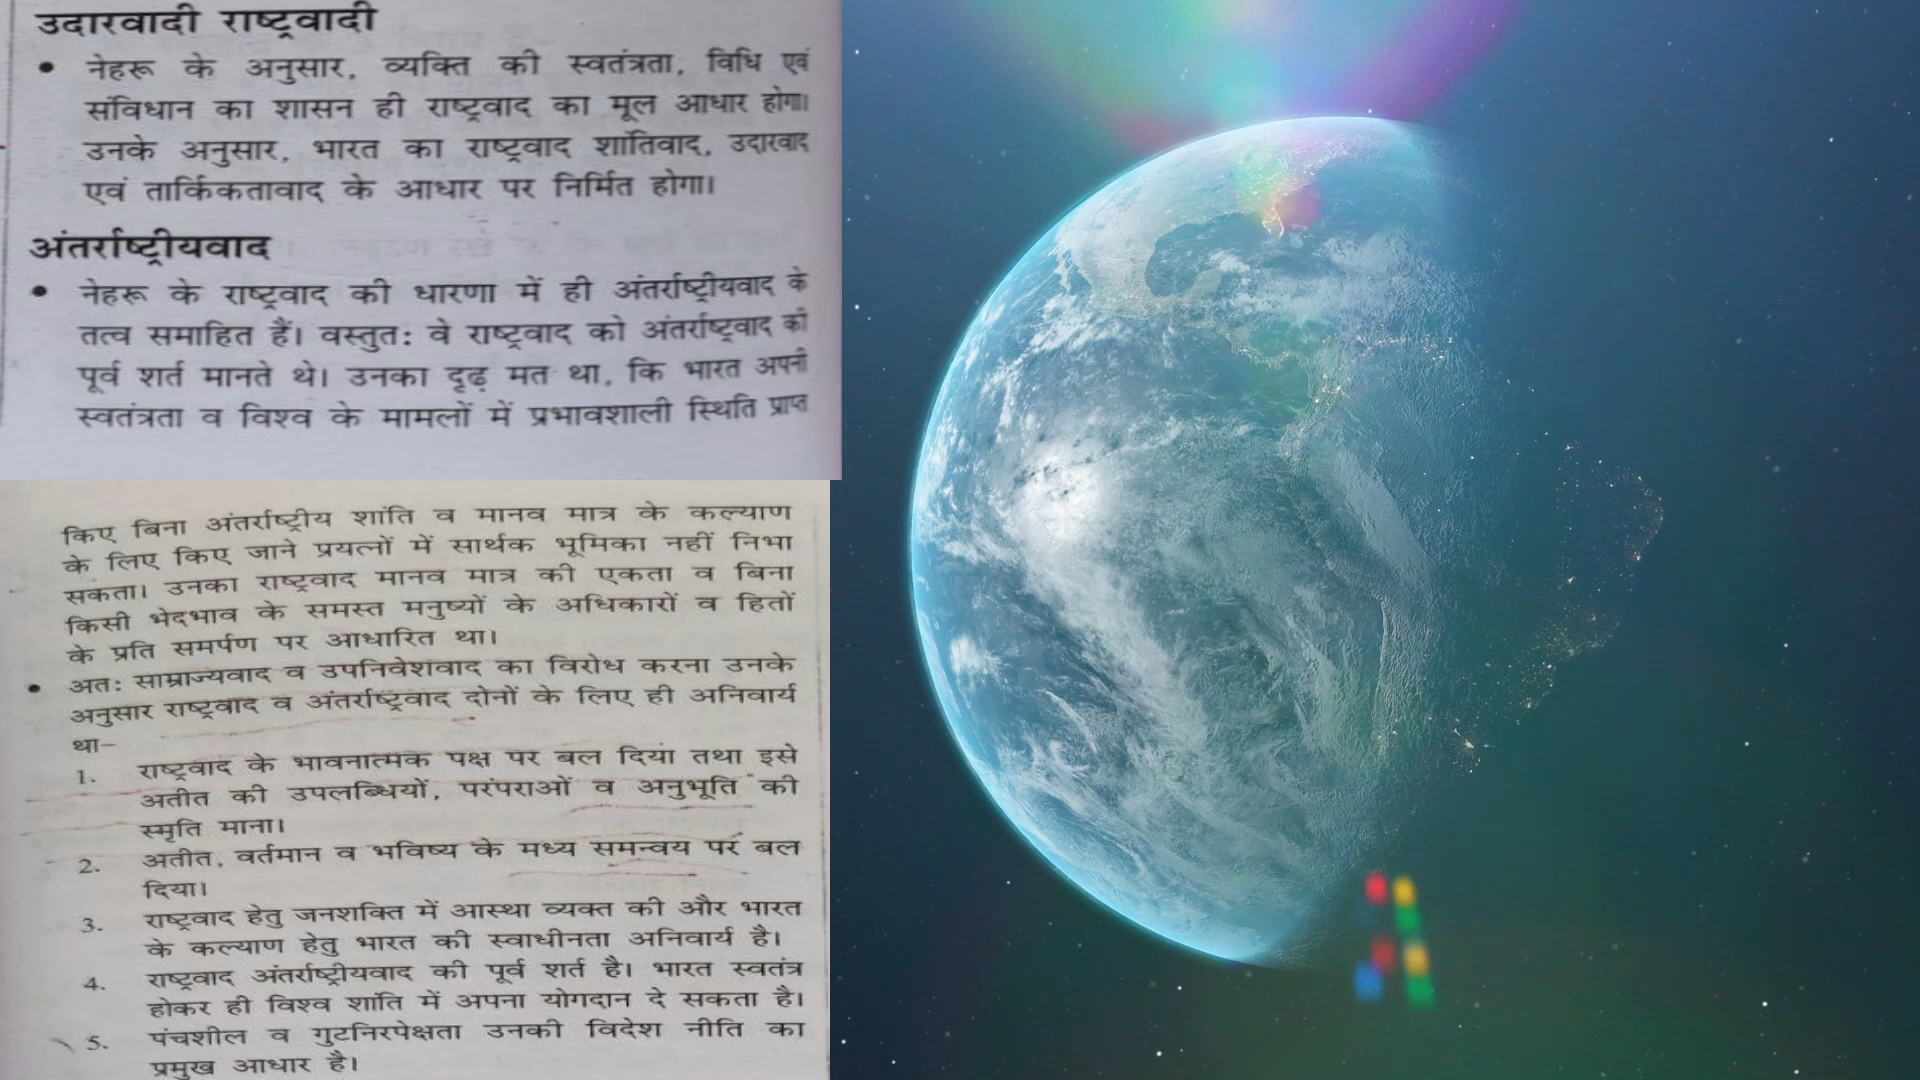 उदारवादी राष्ट्रवादी
• नेहरू के अनुसार, व्यक्ति की स्वतंत्रता, विधि एवं
संविधान का शासन ही राष्ट्रवाद का मूल आधार होगा।
उनके अनुसार, भारत का राष्ट्रवाद शांतिवाद, उदारवाद
एवं तार्किकतावाद के आधार पर निर्मित होगा।
अंतर्राष्ट्रीयवाद
• नेहरू के राष्ट्रवाद की धारणा में ही अंतर्राष्ट्रीयवाद के
तत्व समाहित हैं। वस्तुतः वे राष्ट्रवाद को अंतर्राष्ट्रवाद की
पूर्व शर्त मानते थे। उनका दृढ़ मत था, कि भारत अपनी
स्वतंत्रता व विश्व के मामलों में प्रभावशाली स्थिति प्राप्त
किए बिना अंतर्राष्ट्रीय शांति व मानव मात्र के कल्याण
के लिए किए जाने प्रयत्नों में सार्थक भूमिका नहीं निभा
सकता। उनका राष्ट्रवाद मानव मात्र की एकता व बिना
किसी भेदभाव के समस्त मनुष्यों के अधिकारों व हितों
के प्रति समर्पण पर आधारित था।
• अतः साम्राज्यवाद व उपनिवेशवाद का विरोध करना उनके
अनुसार राष्ट्रवाद व अंतर्राष्ट्रवाद दोनों के लिए ही अनिवार्य
था–
1. राष्ट्रवाद के भावनात्मक पक्ष पर बल दिया तथा इसे
अतीत की उपलब्धियों, परंपराओं व अनुभूति की
स्मृति माना।
2. अतीत, वर्तमान व भविष्य के मध्य समन्वय पर बल
दिया।
3. राष्ट्रवाद हेतु जनशक्ति में आस्था व्यक्त की और भारत
के कल्याण हेतु भारत की स्वाधीनता अनिवार्य है।
4. राष्ट्रवाद अंतर्राष्ट्रीयवाद की पूर्व शर्त है। भारत स्वतंत्र
होकर ही विश्व शांति में अपना योगदान दे सकता है।
5. पंचशील व गुटनिरपेक्षता उनकी विदेश नीति का
प्रमुख आधार है।